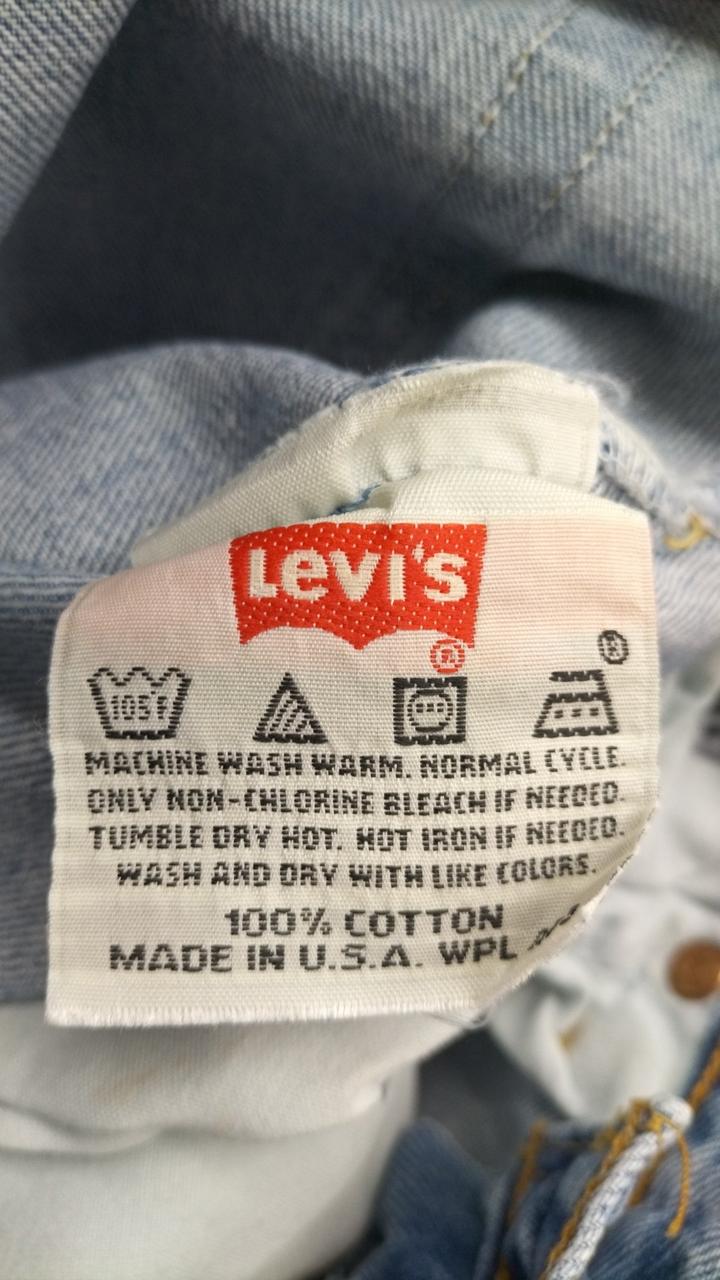 Levi's
®
®
105°F
MACHINE WASH WARM. NORMAL CYCLE.
ONLY NON-CHLORINE BLEACH IF NEEDED.
TUMBLE DRY HOT. HOT IRON IF NEEDED.
WASH AND DRY WITH LIKE COLORS.
100% COTTON
MADE IN U.S.A. WPL